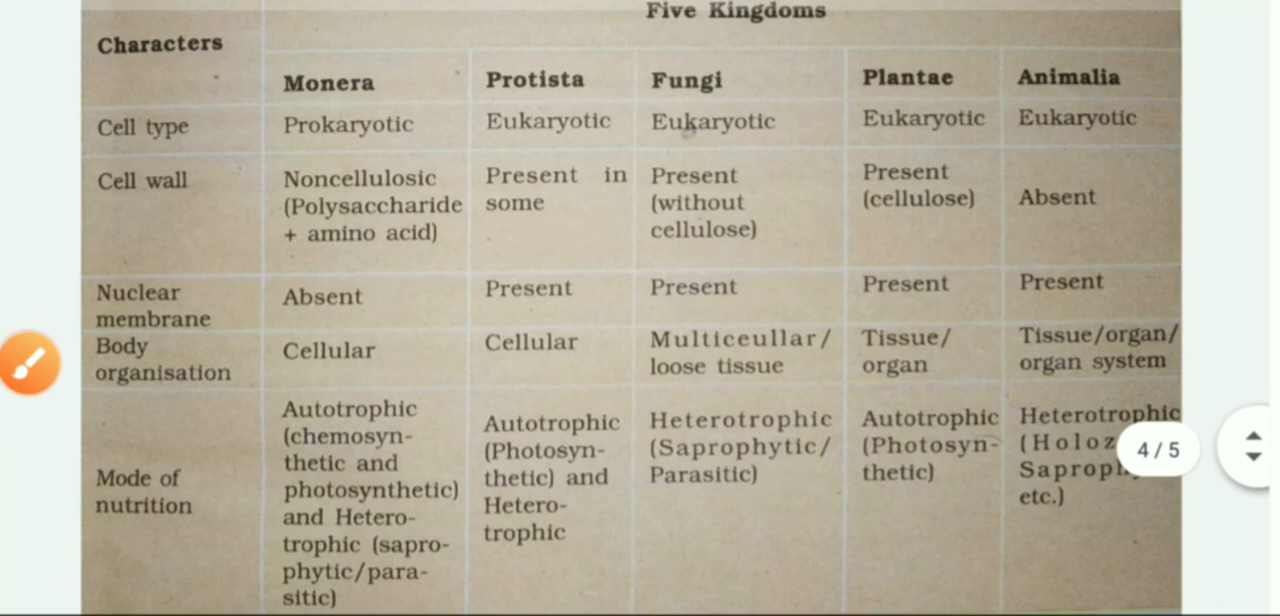 Five Kingdoms
Characters
Monera
Protista
Fungi
Plantae
Animalia
Cell type
Prokaryotic
Eukaryotic
Eukaryotic
Eukaryotic
Eukaryotic
Cell wall
Noncellulosic
(Polysaccharide
+ amino acid)
Present in
some
Present
(without
cellulose)
Present
(cellulose)
Absent
Nuclear
membrane
Absent
Present
Present
Present
Present
Body
organisation
Cellular
Cellular
Multiceullar/
loose tissue
Tissue/
organ
Tissue/organ/
organ system
Mode of
nutrition
Autotrophic
(chemosyn-
thetic and
photosynthetic)
and Hetero-
trophic (sapro-
phytic/para-
sitic)
Autotrophic
(Photosyn-
thetic) and
Hetero-
trophic
Heterotrophic
(Saprophytic/
Parasitic)
Autotrophic
(Photosyn-
thetic)
Heterotrophic
etc.)
4/5